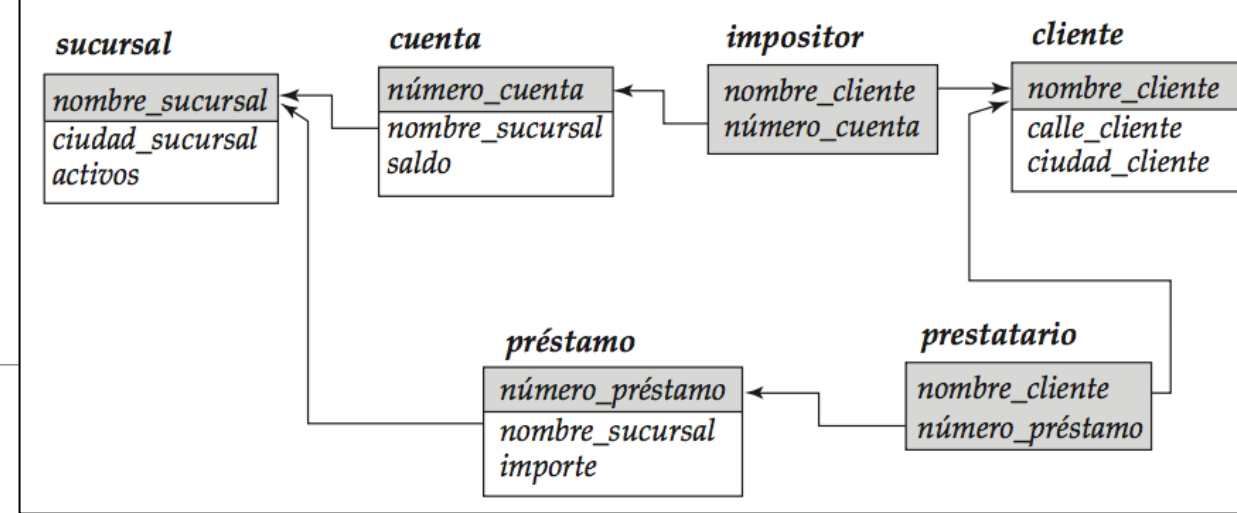 sucursal
nombre_sucursal
ciudad_sucursal
activos
cuenta
número_cuenta
nombre_sucursal
saldo
impositor
nombre_cliente
número_cuenta
cliente
nombre_cliente
calle_cliente
ciudad_cliente
préstamo
número_préstamo
nombre_sucursal
importe
prestatario
nombre_cliente
número_préstamo